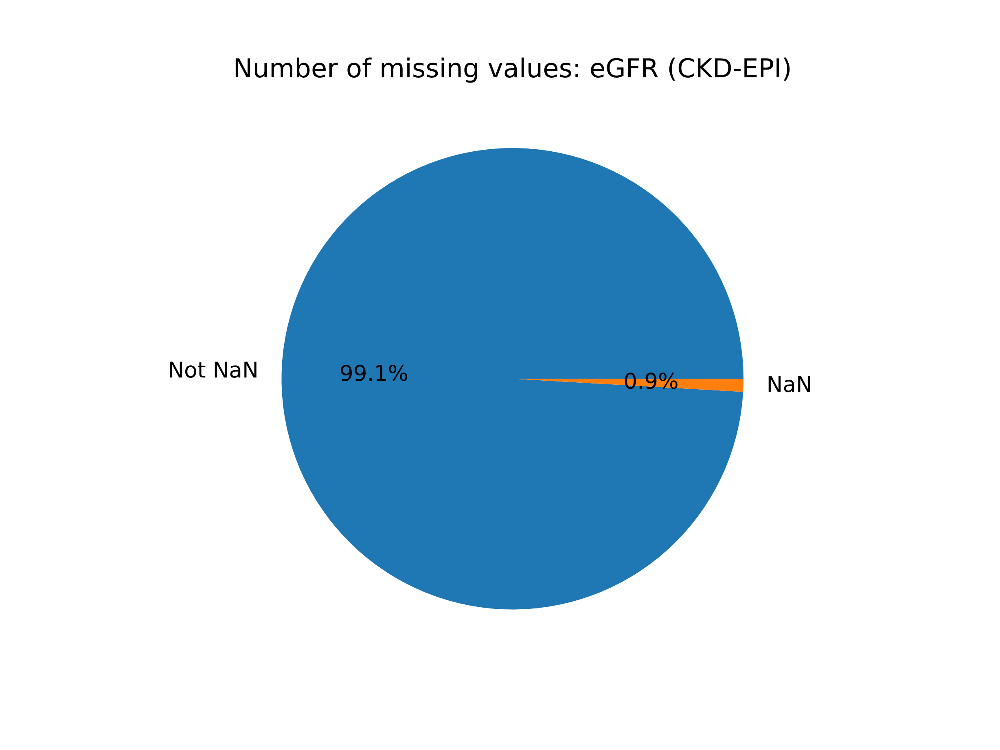 Number of missing values: eGFR (CKD-EPI)
Not NaN
99.1%
0.9%
NaN